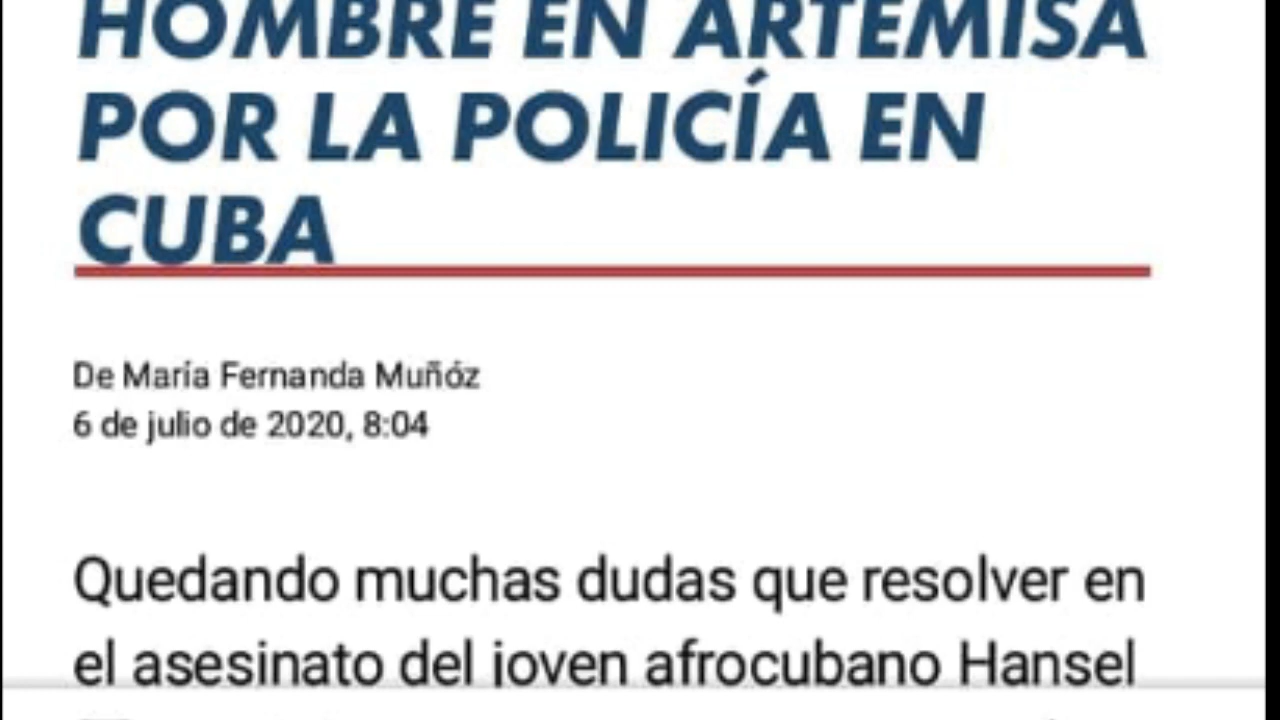 HOMBRE EN ARTEMISA
POR LA POLICÍA EN
CUBA
De María Fernanda Muñóz
6 de julio de 2020, 8:04
Quedando muchas dudas que resolver en
el asesinato del joven afrocubano Hansel